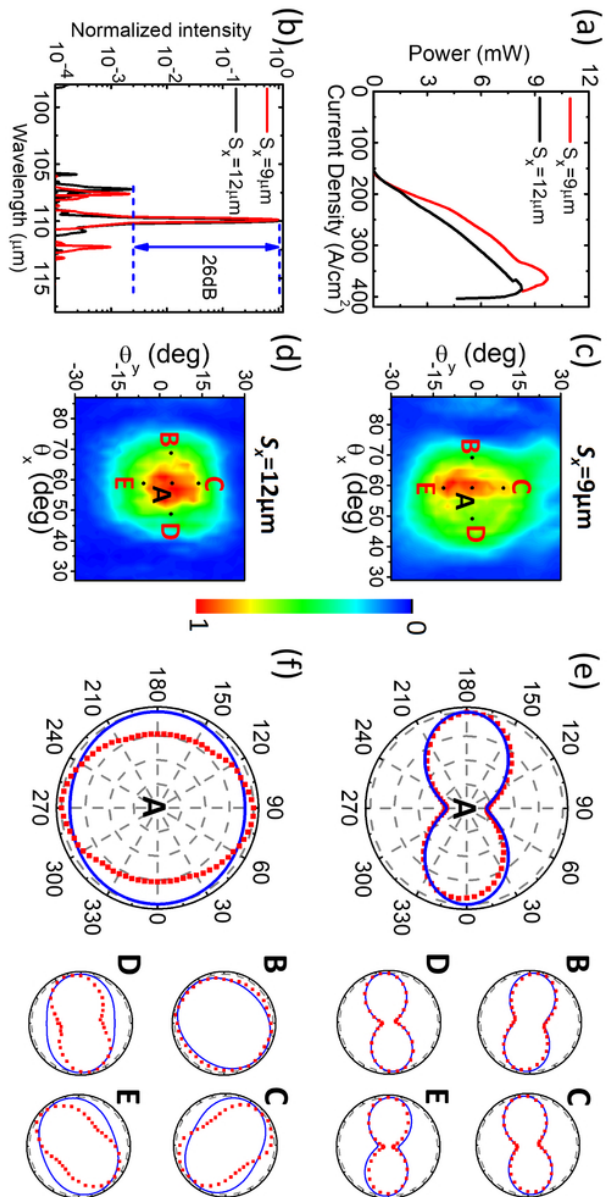 (a)
S_x=9μm
S_x=12μm
Power (mW)
12
9
6
3
0
0 100 200 300 400
Current Density (A/cm²)
(c)
S_x=9μm
θ_y (deg)
30
15
0
-15
-30
B
C
A
E
D
80 70 60 50 40 30
θ_x (deg)
1
0
(e)
120
90
60
150
30
180
A
0
210
330
240
270
300
B
C
D
E
(b)
S_x=9μm
S_x=12μm
26dB
Normalized intensity
10⁰
10⁻¹
10⁻²
10⁻³
10⁻⁴
100 105 110 115
Wavelength (μm)
(d)
S_x=12μm
θ_y (deg)
30
15
0
-15
-30
B
C
A
E
D
80 70 60 50 40 30
θ_x (deg)
(f)
120
90
60
150
30
180
A
0
210
330
240
270
300
B
C
D
E